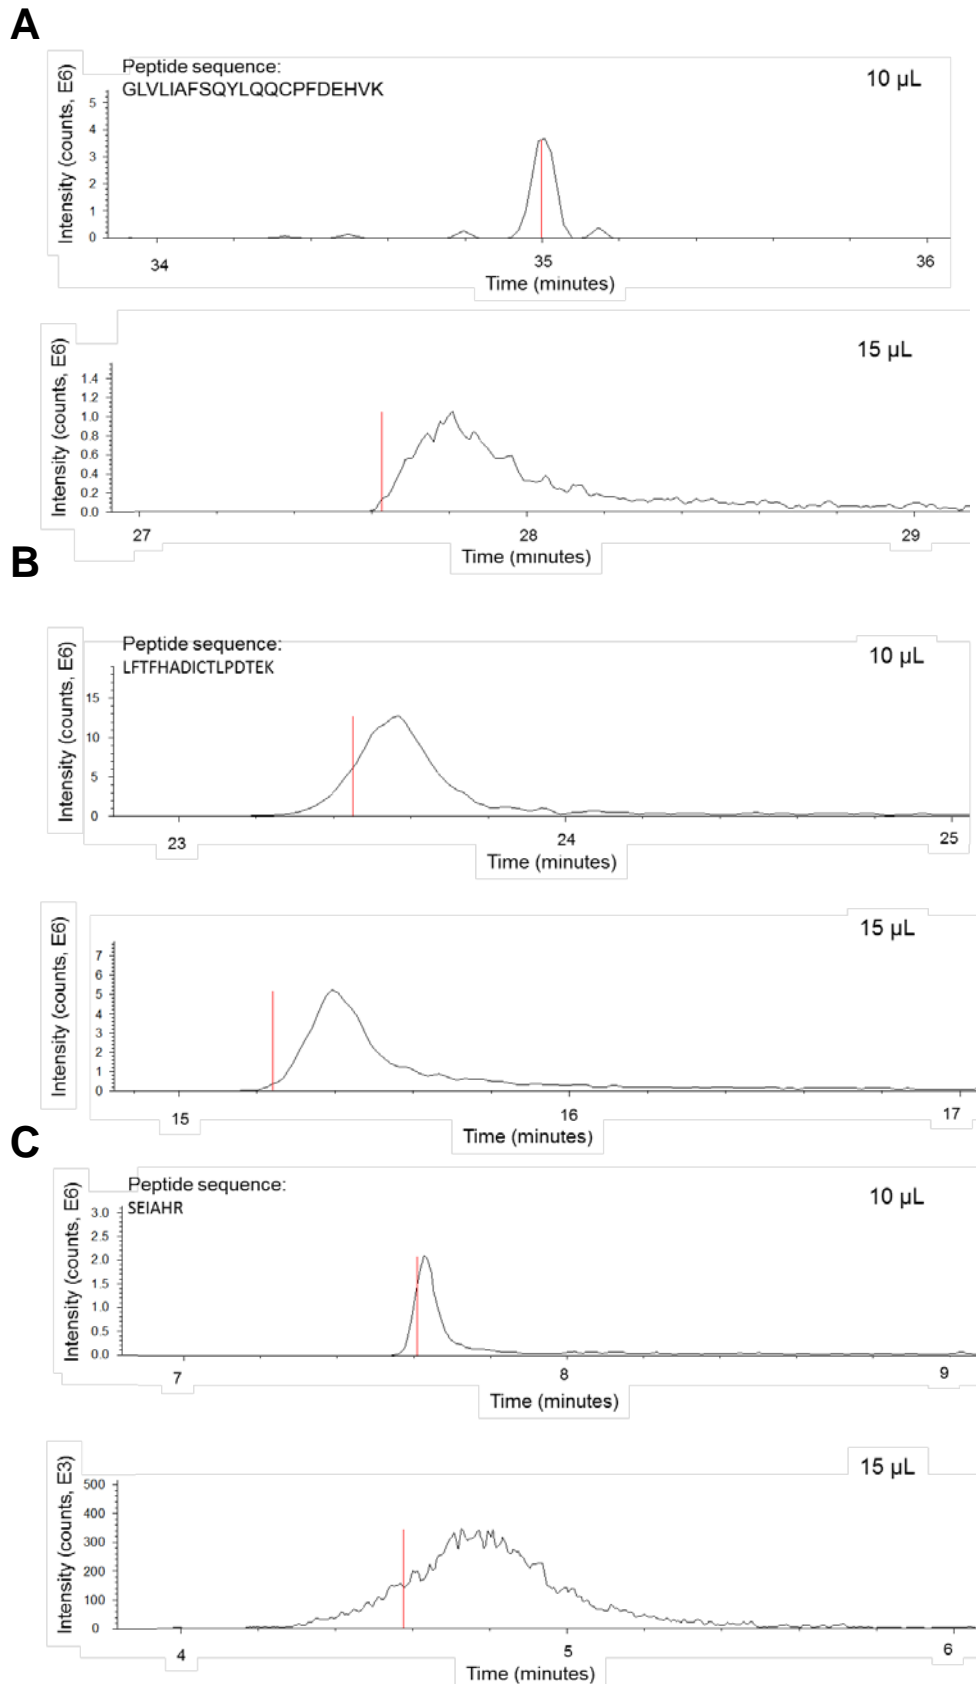 A
Peptide sequence:
GLVLIAFSQYLQQCPFDEHVK
10 µL
Intensity (counts, E6)
5
4
3
2
1
0
34
35
36
Time (minutes)
15 µL
Intensity (counts, E6)
1.4
1.2
1.0
0.8
0.6
0.4
0.2
0.0
27
28
29
Time (minutes)
B
Peptide sequence:
LFTFHADICTLPDTEK
10 µL
Intensity (counts, E6)
15
10
5
0
23
24
25
Time (minutes)
15 µL
Intensity (counts, E6)
7
6
5
4
3
2
1
0
15
16
17
Time (minutes)
C
Peptide sequence:
SEIAHR
10 µL
Intensity (counts, E6)
3.0
2.5
2.0
1.5
1.0
0.5
0.0
7
8
9
Time (minutes)
15 µL
Intensity (counts, E3)
500
400
300
200
100
0
4
5
6
Time (minutes)